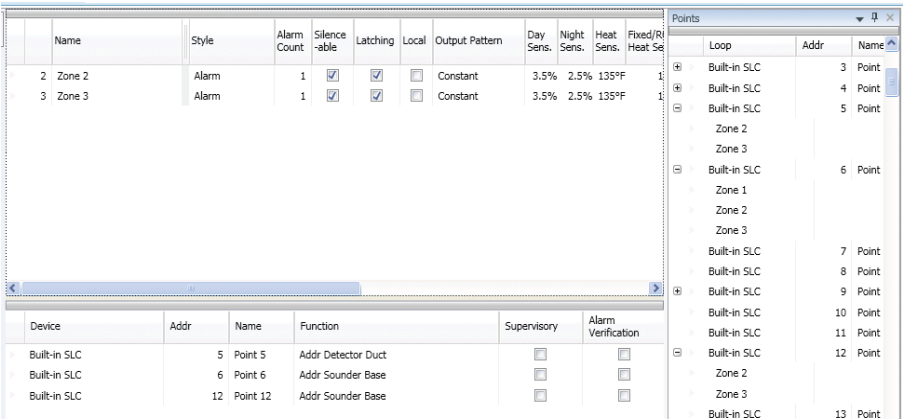 Name Style Alarm Count Silence -able Latching Local Output Pattern Day Sens. Night Sens. Heat Sens. Fixed/R Heat Se
2 Zone 2 Alarm 1 Constant 3.5% 2.5% 135°F 1
3 Zone 3 Alarm 1 Constant 3.5% 2.5% 135°F 1
Device Addr Name Function Supervisory Alarm Verification
Built-in SLC 5 Point 5 Addr Detector Duct
Built-in SLC 6 Point 6 Addr Sounder Base
Built-in SLC 12 Point 12 Addr Sounder Base
Points
Loop Addr Name
Built-in SLC 3 Point
Built-in SLC 4 Point
Built-in SLC 5 Point
Zone 2
Zone 3
Built-in SLC 6 Point
Zone 1
Zone 2
Zone 3
Built-in SLC 7 Point
Built-in SLC 8 Point
Built-in SLC 9 Point
Built-in SLC 10 Point
Built-in SLC 11 Point
Built-in SLC 12 Point
Zone 2
Zone 3
Built-in SLC 13 Point